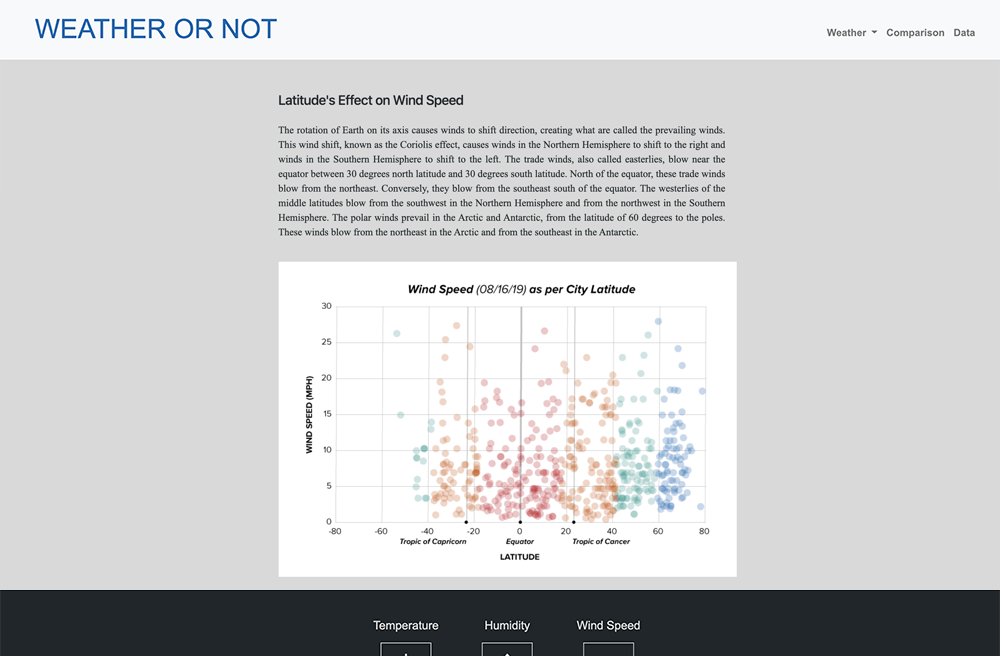 WEATHER OR NOT
Weather Comparison Data
Latitude's Effect on Wind Speed
The rotation of Earth on its axis causes winds to shift direction, creating what are called the prevailing winds.
This wind shift, known as the Coriolis effect, causes winds in the Northern Hemisphere to shift to the right and
winds in the Southern Hemisphere to shift to the left. The trade winds, also called easterlies, blow near the
equator between 30 degrees north latitude and 30 degrees south latitude. North of the equator, these trade winds
blow from the northeast. Conversely, they blow from the southeast south of the equator. The westerlies of the
middle latitudes blow from the southwest in the Northern Hemisphere and from the northwest in the Southern
Hemisphere. The polar winds prevail in the Arctic and Antarctic, from the latitude of 60 degrees to the poles.
These winds blow from the northeast in the Arctic and from the southeast in the Antarctic.
Wind Speed (08/16/19) as per City Latitude
WIND SPEED (MPH)
30
25
20
15
10
5
0
-80 -60 -40 -20 0 20 40 60 80
Tropic of Capricorn Equator Tropic of Cancer
LATITUDE
Temperature Humidity Wind Speed